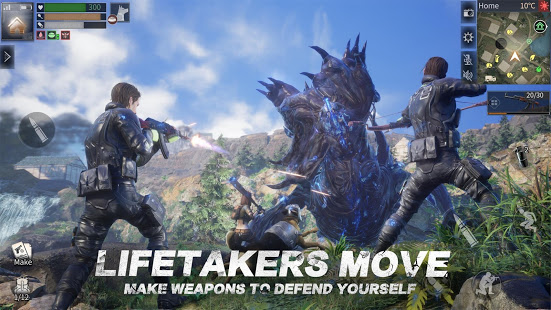 300
Home 10°C
20/30
Make
1/12
LIFETAKERS MOVE
MAKE WEAPONS TO DEFEND YOURSELF